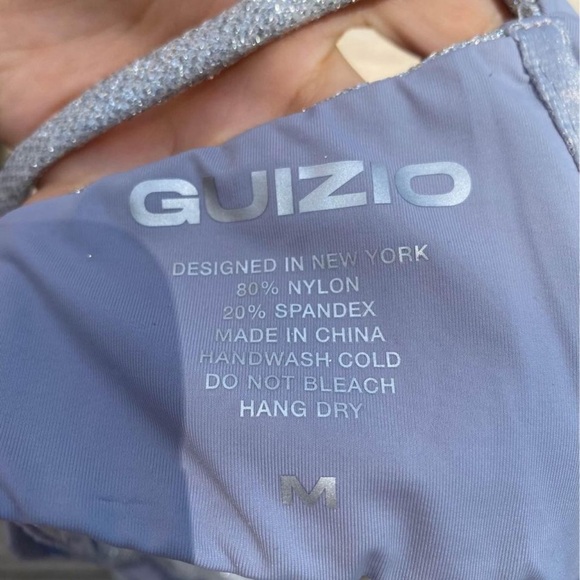 GUIZIO
DESIGNED IN NEW YORK
80% NYLON
20% SPANDEX
MADE IN CHINA
HANDWASH COLD
DO NOT BLEACH
HANG DRY
M